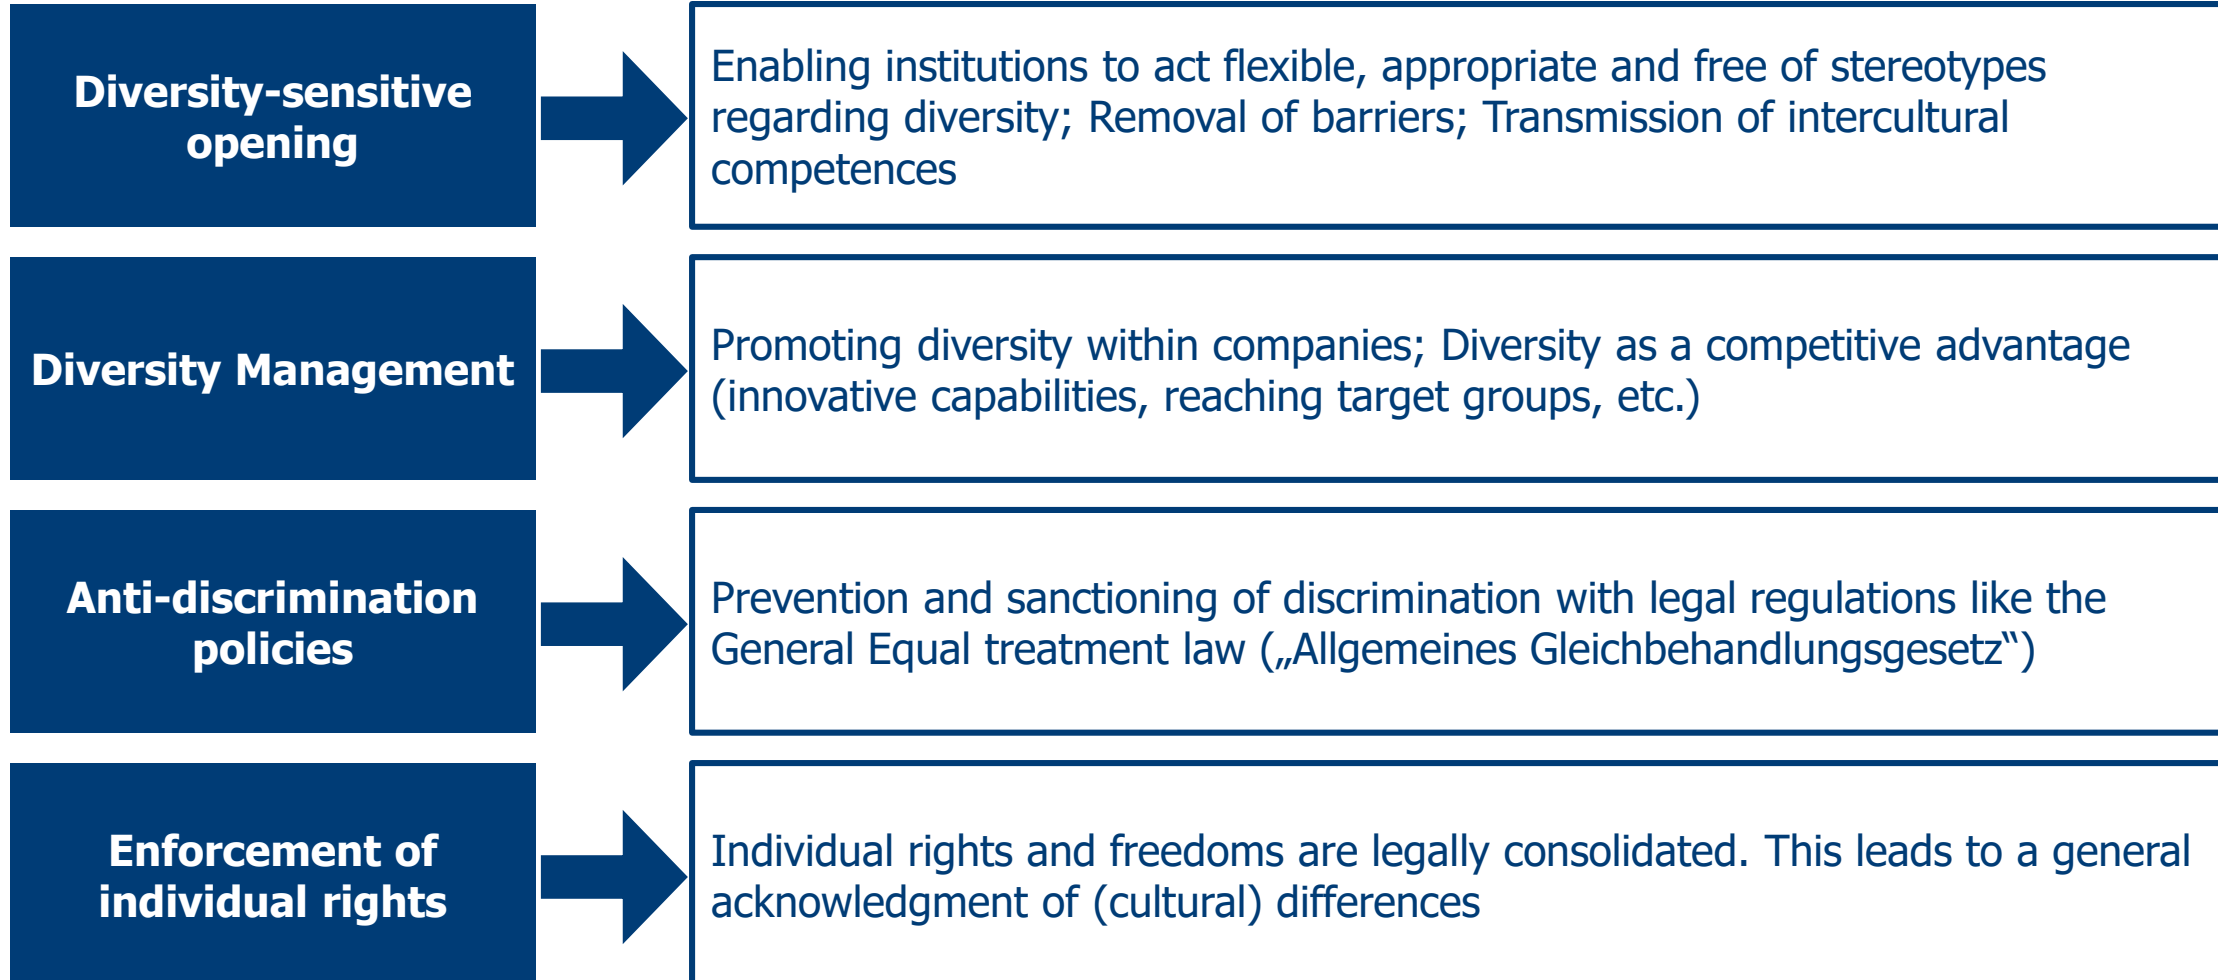 Diversity-sensitive
opening
Enabling institutions to act flexible, appropriate and free of stereotypes
regarding diversity; Removal of barriers; Transmission of intercultural
competences
Diversity Management
Promoting diversity within companies; Diversity as a competitive advantage
(innovative capabilities, reaching target groups, etc.)
Anti-discrimination
policies
Prevention and sanctioning of discrimination with legal regulations like the
General Equal treatment law („Allgemeines Gleichbehandlungsgesetz“)
Enforcement of
individual rights
Individual rights and freedoms are legally consolidated. This leads to a general
acknowledgment of (cultural) differences